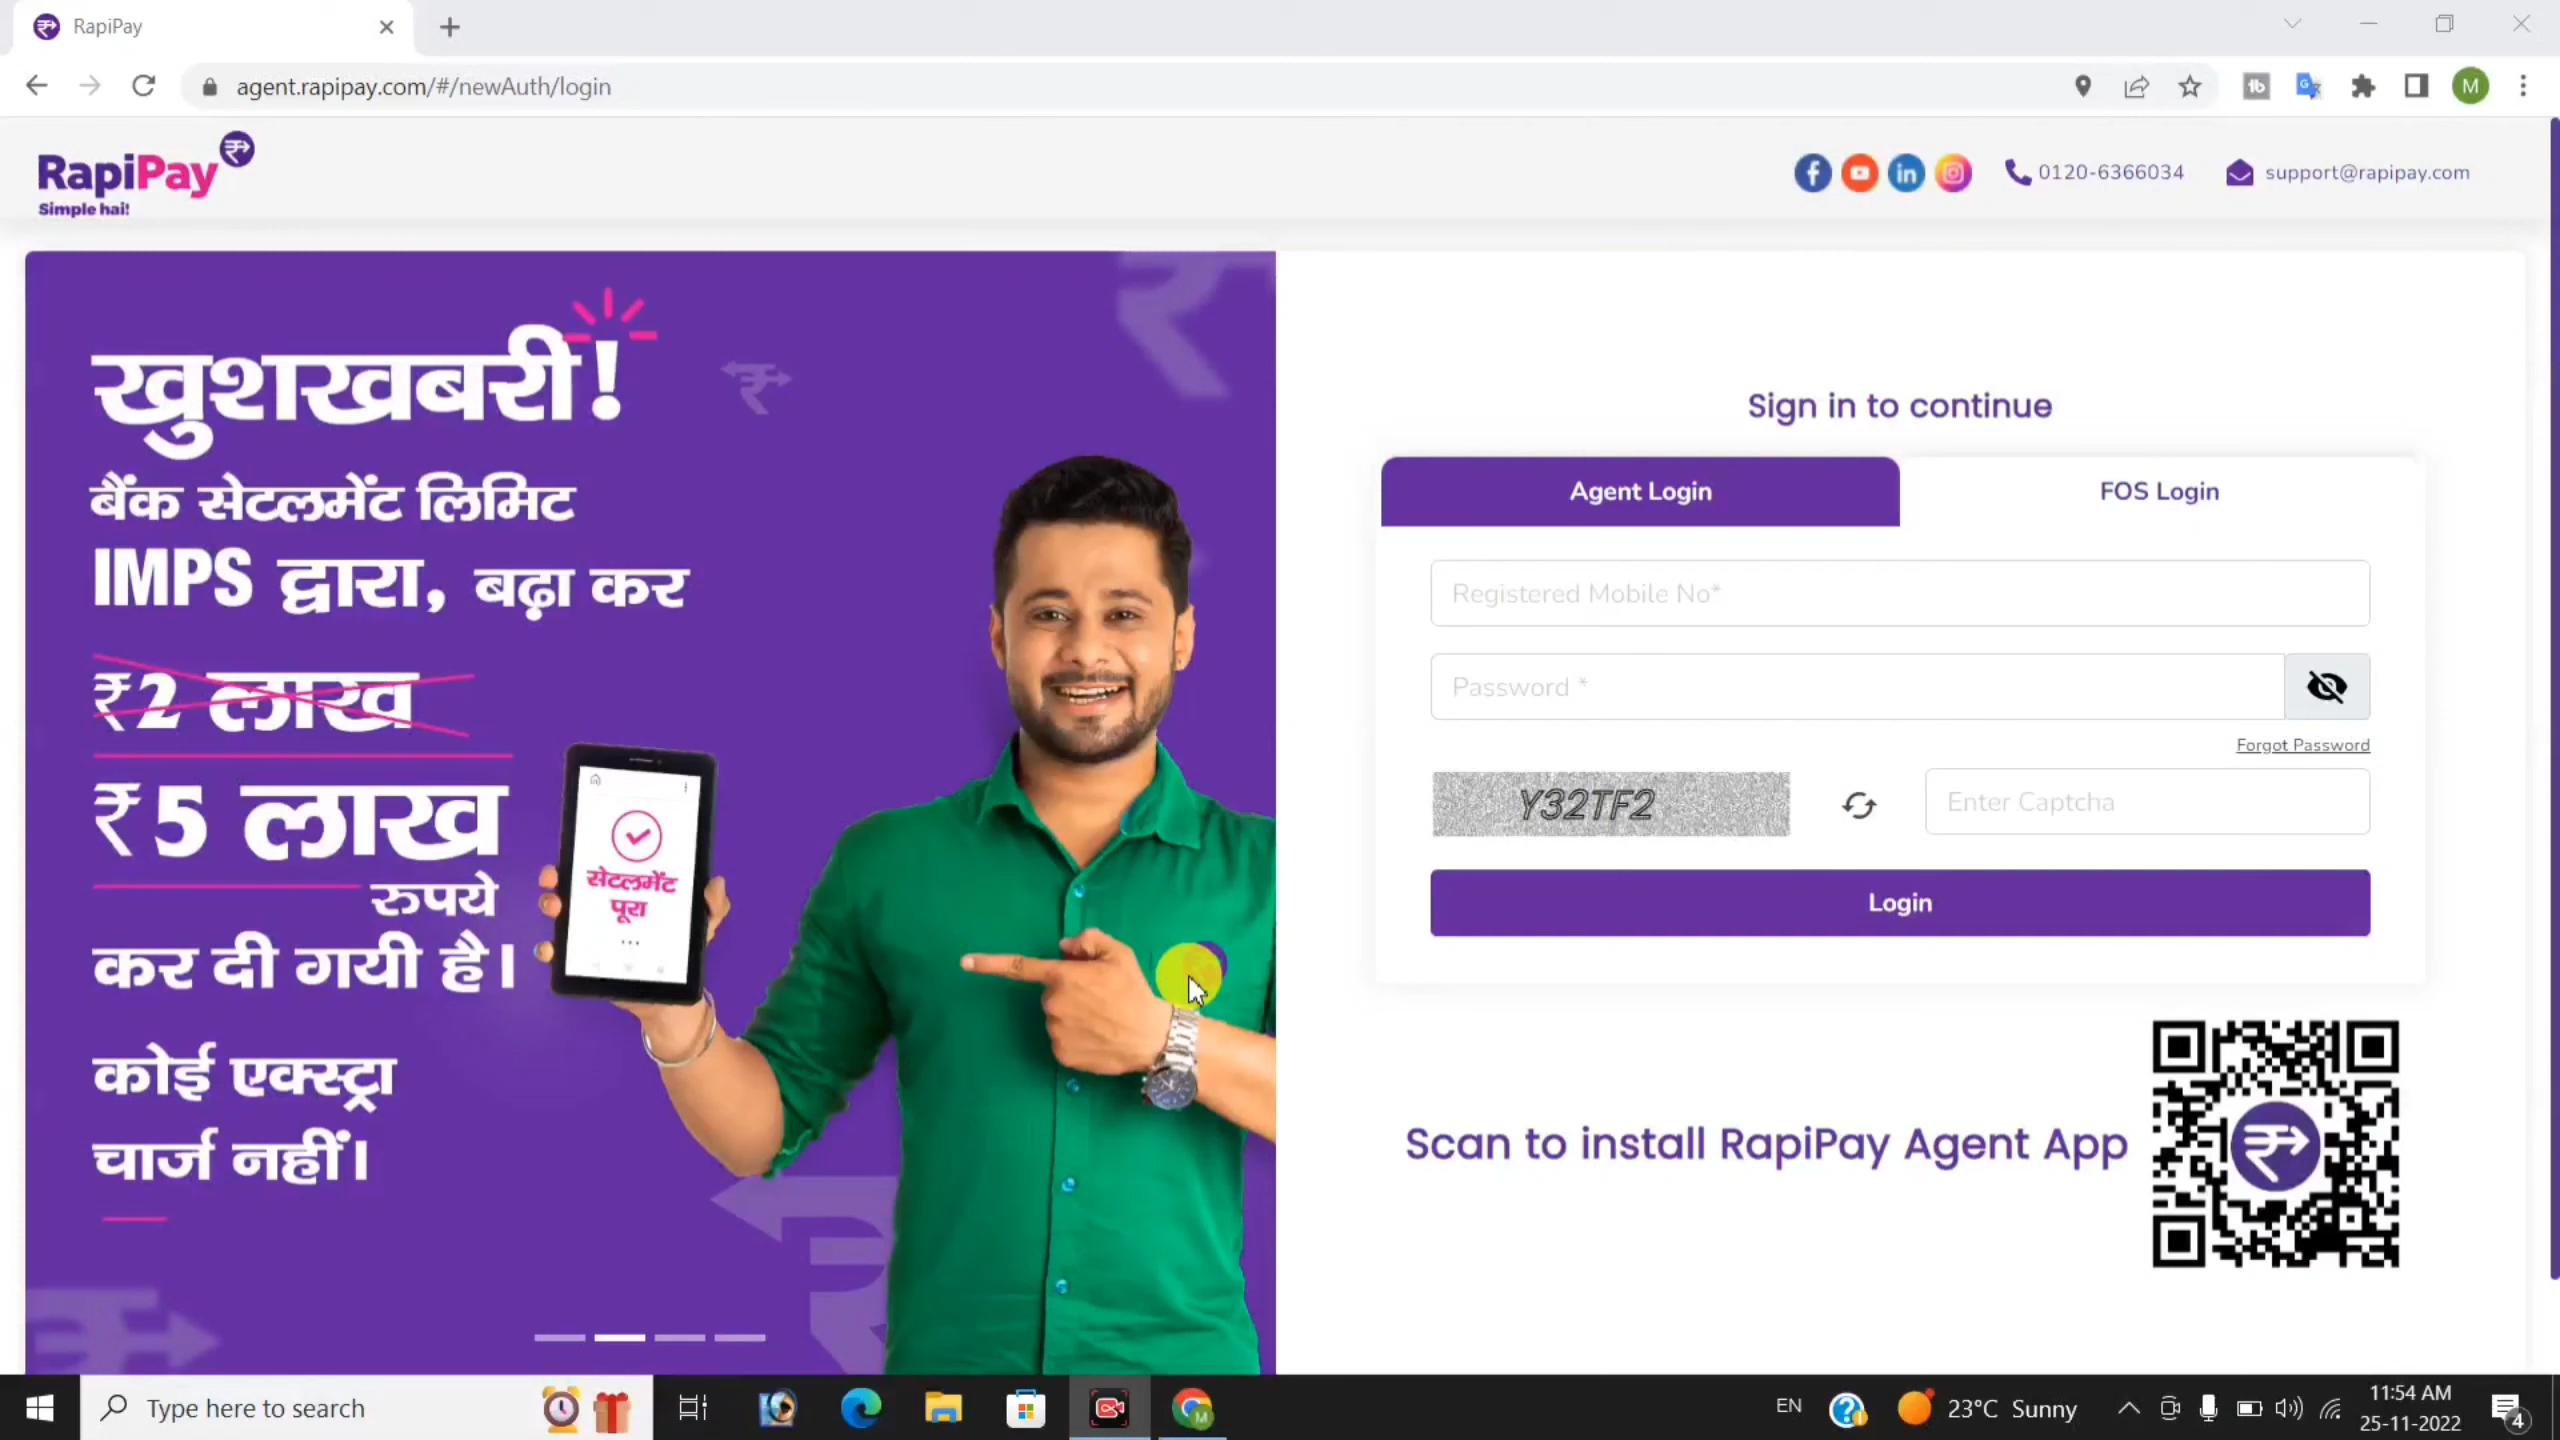 RapiPay
agent.rapipay.com/#/newAuth/login
M
RapiPay
Simple hai!
0120-6366034
support@rapipay.com
खुशखबरी!
बैंक सेटलमेंट लिमिट
IMPS द्वारा, बढ़ा कर
₹2 लाख
₹5 लाख
रुपये
कर दी गयी है।
कोई एक्स्ट्रा
चार्ज नहीं।
सेटलमेंट
पूरा
Sign in to continue
Agent Login
FOS Login
Registered Mobile No*
Password *
Forgot Password
Y32TF2
Enter Captcha
Login
Scan to install RapiPay Agent App
Type here to search
EN
23°C Sunny
11:54 AM
25-11-2022
4